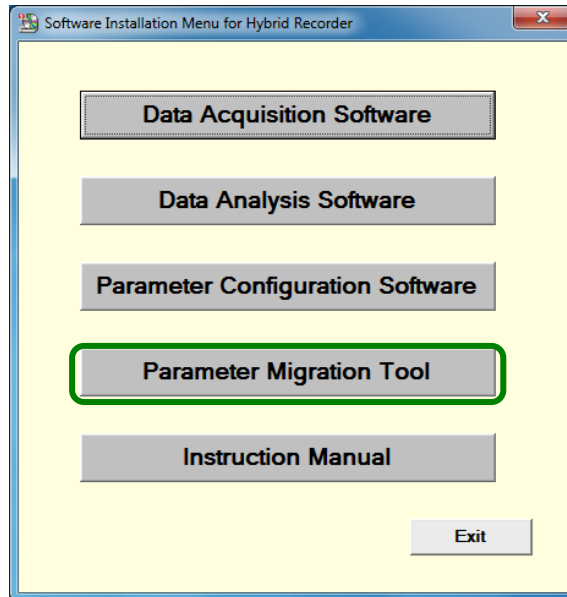 Software Installation Menu for Hybrid Recorder
x
Data Acquisition Software
Data Analysis Software
Parameter Configuration Software
Parameter Migration Tool
Instruction Manual
Exit